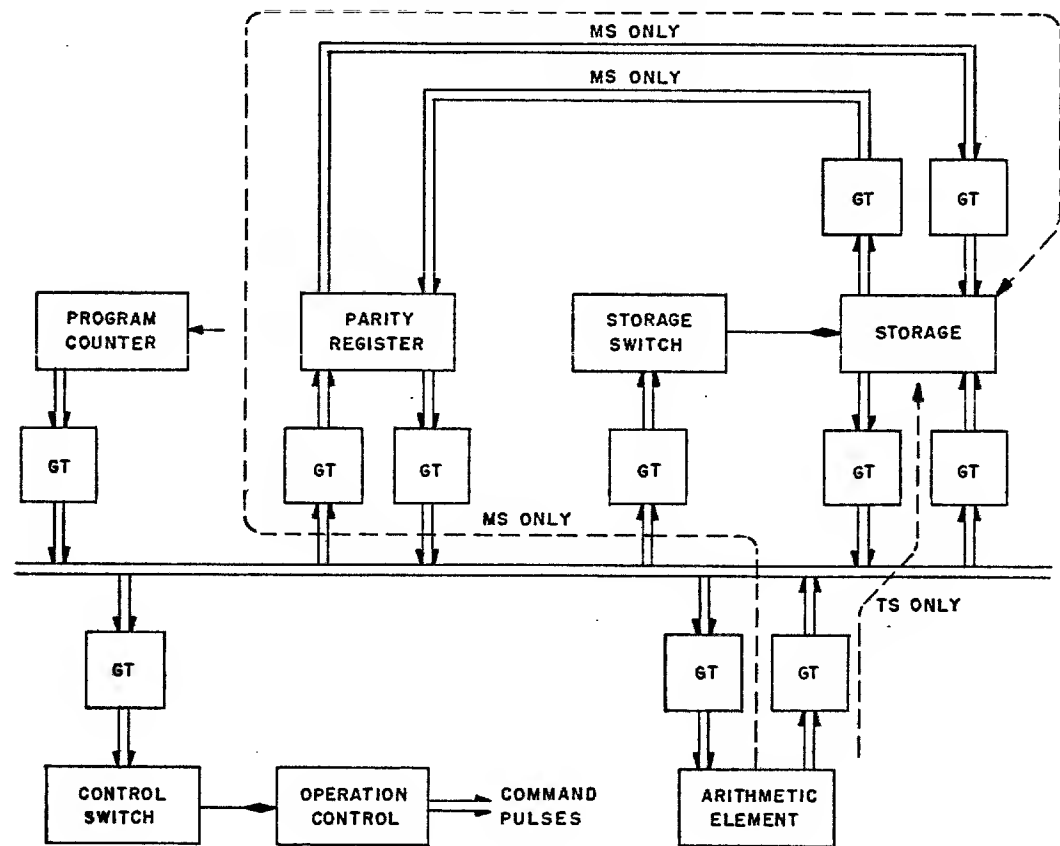 MS ONLY
MS ONLY
GT
GT
PROGRAM
COUNTER
PARITY
REGISTER
STORAGE
SWITCH
STORAGE
GT
GT
GT
GT
GT
GT
MS ONLY
TS ONLY
GT
GT
GT
CONTROL
SWITCH
OPERATION
CONTROL
COMMAND
PULSES
ARITHMETIC
ELEMENT